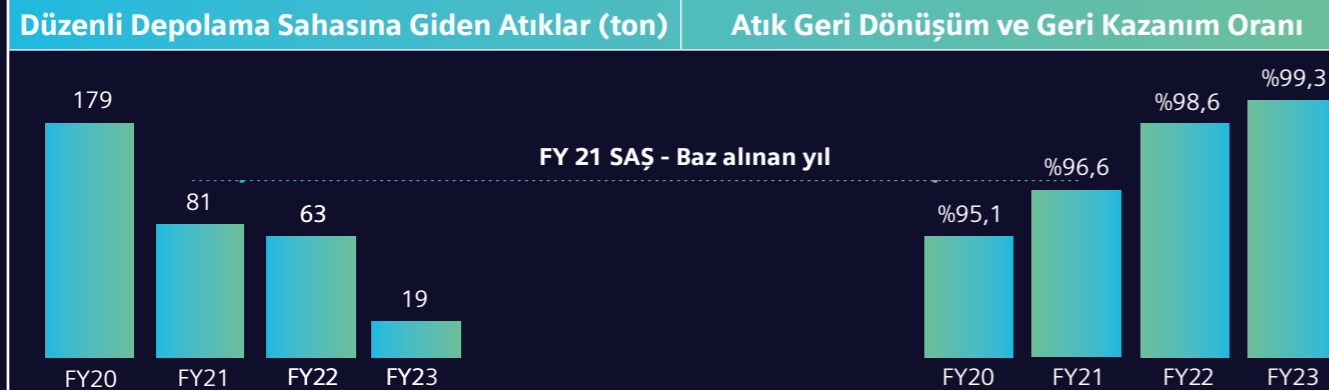 Düzenli Depolama Sahasına Giden Atıklar (ton)
Atık Geri Dönüşüm ve Geri Kazanım Oranı
179
81
63
19
FY20
FY21
FY22
FY23
FY 21 SAŞ - Baz alınan yıl
%95,1
%96,6
%98,6
%99,3
FY20
FY21
FY22
FY23